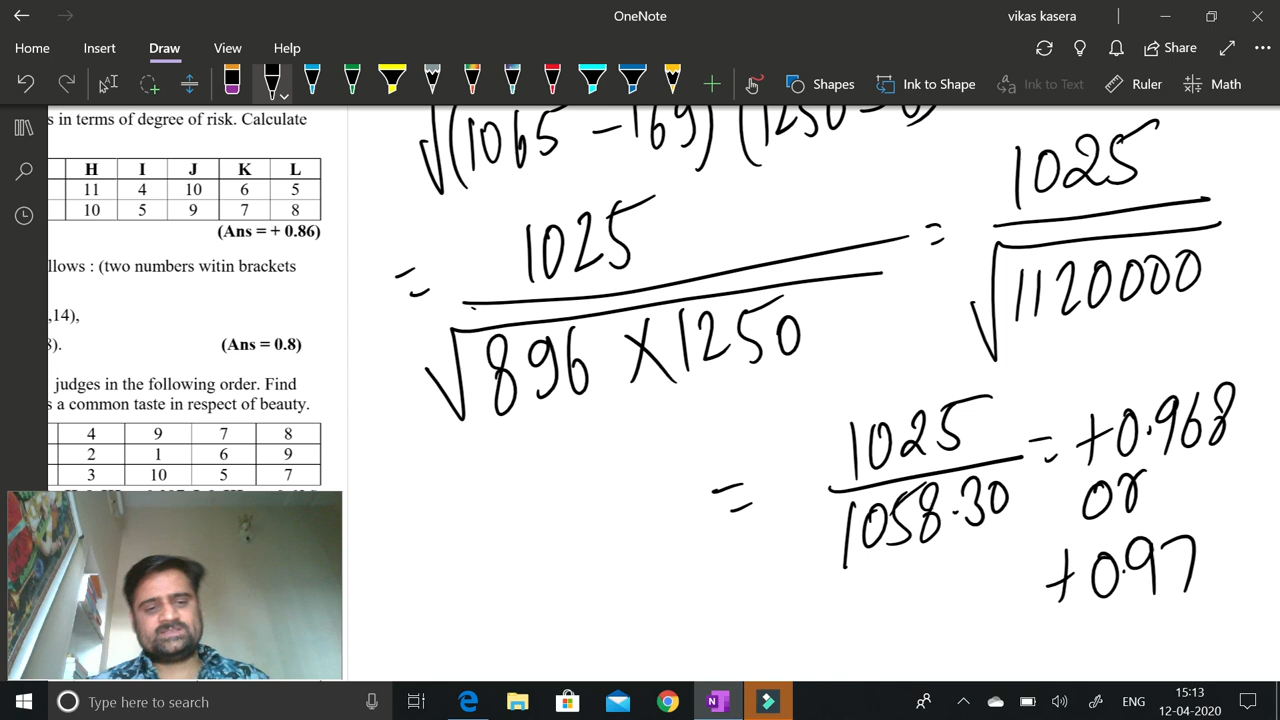 OneNote
vikas kasera
Home Insert Draw View Help
Share
Shapes Ink to Shape Ink to Text Ruler Math
s in terms of degree of risk. Calculate
H I J K L
11 4 10 6 5
10 5 9 7 8
(Ans = + 0.86)
llows : (two numbers witin brackets
,14),
3). (Ans = 0.8)
judges in the following order. Find
s a common taste in respect of beauty.
4 9 7 8
2 1 6 9
3 10 5 7
√(1065 - 169) (1250 -
= 1025 / √896 × 1250 = 1025 / √1120000
= 1025 / 1058.30 = +0.968
or
+0.97
Type here to search
ENG
15:13
12-04-2020